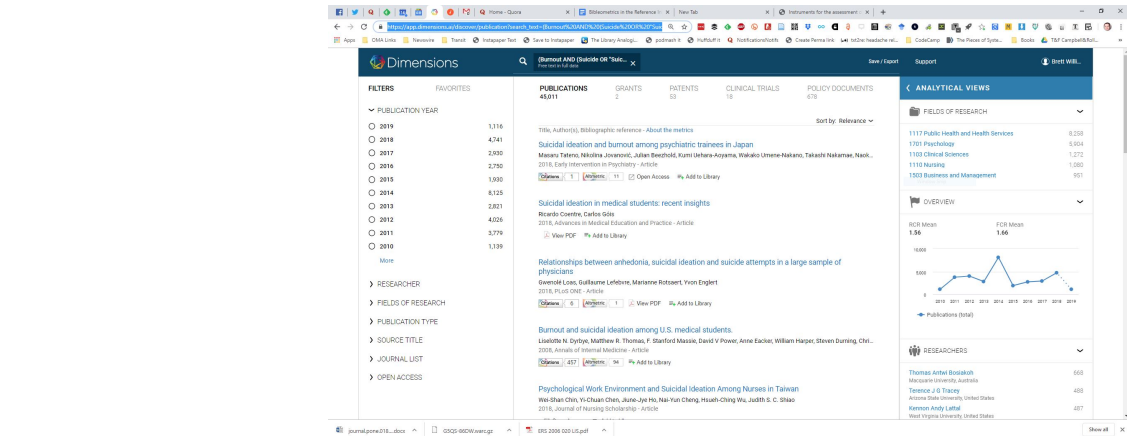 Home - Quora
Bibliometrics in the Reference I
New Tab
Instruments for the assessment
https://app.dimensions.ai/discover/publication?search_text=(Burnout%20AND%20(Suicide%20OR%20"Suic
Apps
OMA Links
Newswire
Transit
Instapaper Text
Save to Instapaper
The Library Analogi...
podmesh it
Huffduff it
Notifications/Notifs
Create Perma link
txt2re: headache rel...
CodeCamp
The Pieces of Syste...
Books
T&F Campbell&Roll...
Dimensions
(Burnout AND (Suicide OR "Suic...
Free text in full data
Save / Export
Support
Brett Willi...
FILTERS
FAVORITES
PUBLICATION YEAR
2019 1,116
2018 4,741
2017 2,930
2016 2,750
2015 1,930
2014 8,125
2013 2,821
2012 4,026
2011 3,779
2010 1,139
More
RESEARCHER
FIELDS OF RESEARCH
PUBLICATION TYPE
SOURCE TITLE
JOURNAL LIST
OPEN ACCESS
PUBLICATIONS GRANTS PATENTS CLINICAL TRIALS POLICY DOCUMENTS
45,011 2 53 18 678
Sort by: Relevance
Title, Author(s), Bibliographic reference - About the metrics
Suicidal ideation and burnout among psychiatric trainees in Japan
Masaru Tateno, Nikolina Jovanović, Julian Beezhold, Kumi Uehara-Aoyama, Wakako Umene-Nakano, Takashi Nakamae, Naok...
2018, Early Intervention in Psychiatry - Article
Citations 1 Altmetric 11 Open Access Add to Library
Suicidal ideation in medical students: recent insights
Ricardo Coentre, Carlos Góis
2018, Advances in Medical Education and Practice - Article
View PDF Add to Library
Relationships between anhedonia, suicidal ideation and suicide attempts in a large sample of
physicians
Gwenolé Loas, Guillaume Lefebvre, Marianne Rotsaert, Yvon Englert
2018, PLoS ONE - Article
Citations 6 Altmetric 1 View PDF Add to Library
Burnout and suicidal ideation among U.S. medical students.
Liselotte N. Dyrbye, Matthew R. Thomas, F. Stanford Massie, David V Power, Anne Eacker, William Harper, Steven Durning, Chri...
2008, Annals of Internal Medicine - Article
Citations 457 Altmetric 94 Add to Library
Psychological Work Environment and Suicidal Ideation Among Nurses in Taiwan
Wei-Shan Chin, Yi-Chuan Chen, Jiune-Jye Ho, Nai-Yun Cheng, Hsueh-Ching Wu, Judith S. C. Shiao
2018, Journal of Nursing Scholarship - Article
ANALYTICAL VIEWS
FIELDS OF RESEARCH
1117 Public Health and Health Services 8,258
1701 Psychology 5,904
1103 Clinical Sciences 1,272
1110 Nursing 1,080
1503 Business and Management 951
OVERVIEW
RCR Mean FCR Mean
1.56 1.66
10,000
5,000
0
2010 2011 2012 2013 2014 2015 2016 2017 2018 2019
Publications (total)
RESEARCHERS
Thomas Antwi Bosiakoh 668
Macquarie University, Australia
Terence J G Tracey 488
Arizona State University, United States
Kennon Andy Lattal 487
West Virginia University, United States
journal.pone.018....docx
G5QS-86DW.warc.gz
ERS 2006 020 LIS.pdf
Show all